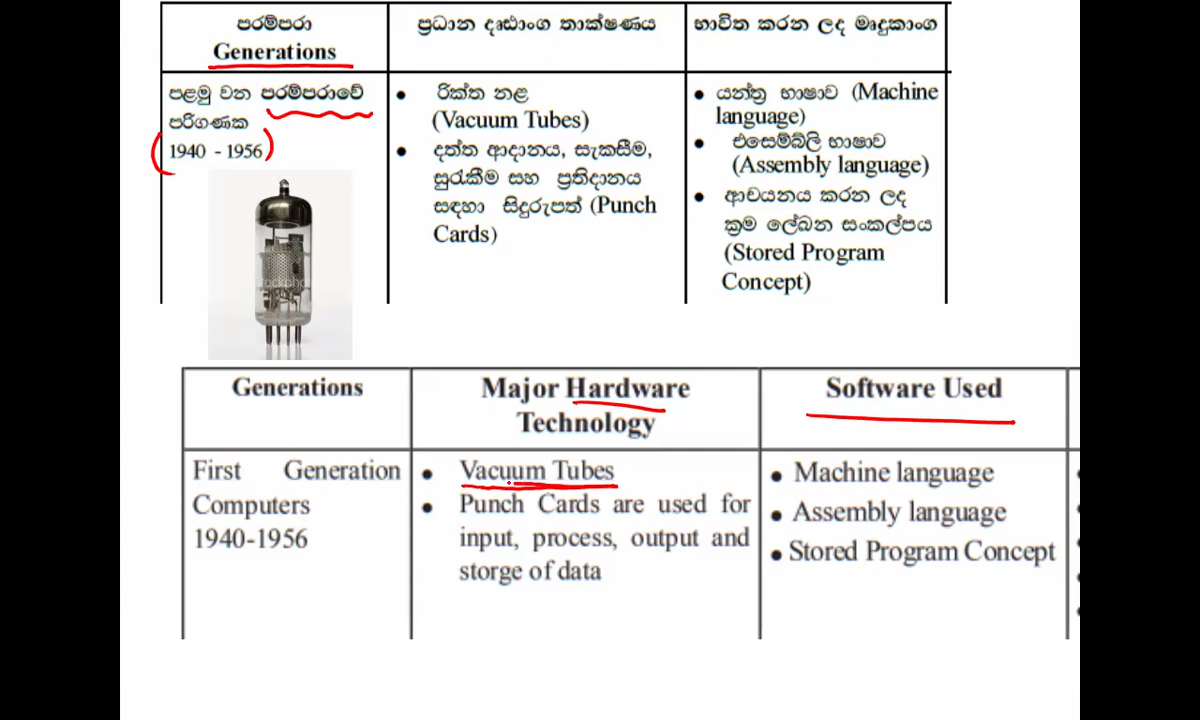 පරම්පරා
Generations
ප්‍රධාන දෘඪාංග තාක්ෂණය
භාවිත කරන ලද මෘදුකාංග
පළමු වන පරම්පරාවේ
පරිගණක
1940 - 1956
• රික්ත නළ
(Vacuum Tubes)
• දත්ත ආදානය, සැකසීම,
සුරැකීම සහ ප්‍රතිදානය
සඳහා සිදුරුපත් (Punch
Cards)
• යන්ත්‍ර භාෂාව (Machine
language)
• එසෙම්බ්ලි භාෂාව
(Assembly language)
• ආචයනය කරන ලද
ක්‍රම ලේඛන සංකල්පය
(Stored Program
Concept)
Generations
Major Hardware
Technology
Software Used
First Generation
Computers
1940-1956
• Vacuum Tubes
• Punch Cards are used for
input, process, output and
storge of data
• Machine language
• Assembly language
• Stored Program Concept